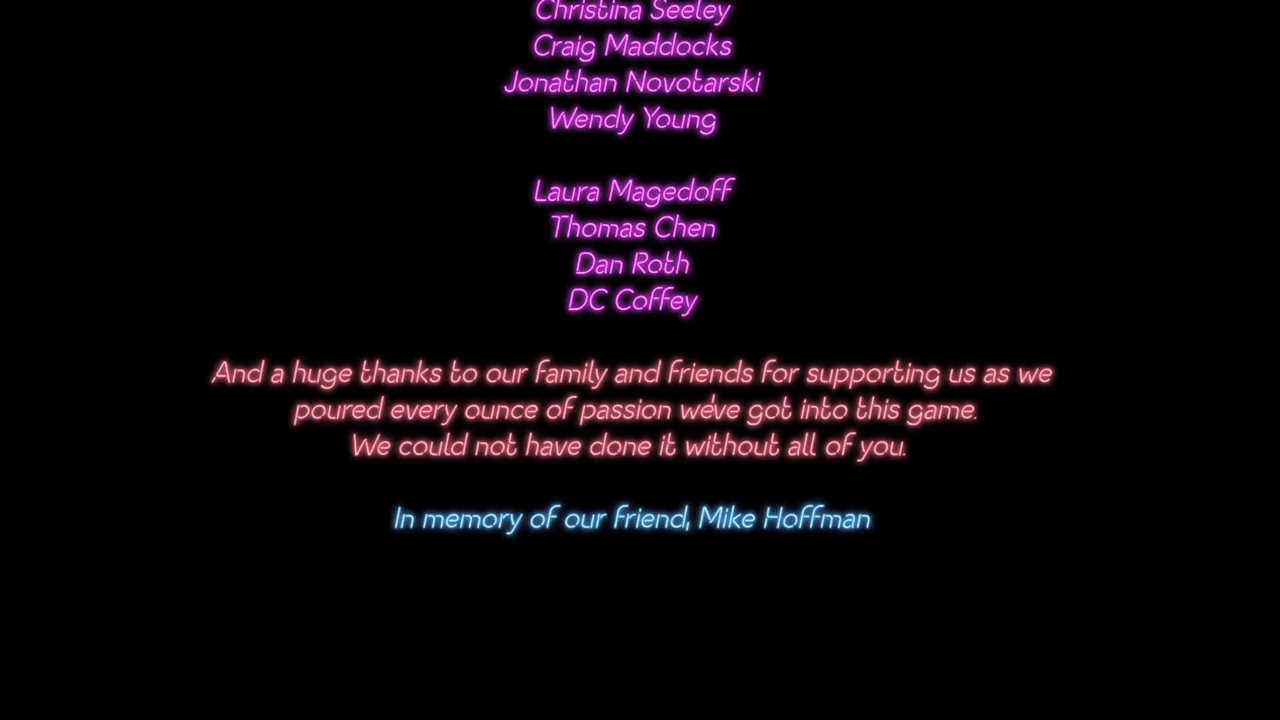 Christina Seeley
Craig Maddocks
Jonathan Novotarski
Wendy Young
Laura Magedoff
Thomas Chen
Dan Roth
DC Coffey
And a huge thanks to our family and friends for supporting us as we
poured every ounce of passion we've got into this game.
We could not have done it without all of you.
In memory of our friend, Mike Hoffman